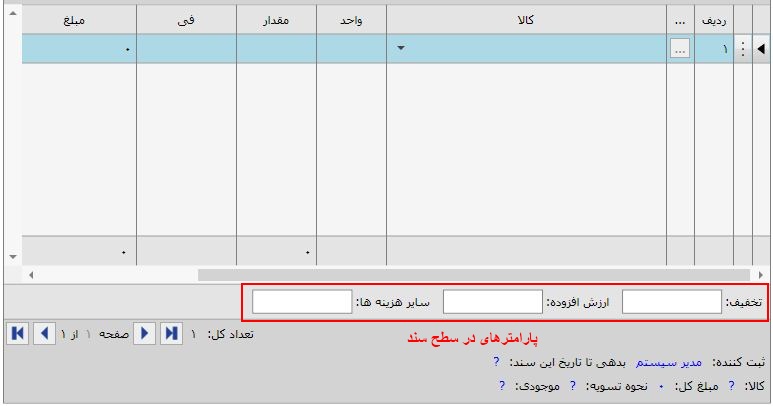 ردیف ... کالا واحد مقدار فی مبلغ
۱ ... ۰
۰ ۰
تخفیف: ارزش افزوده: سایر هزینه ها:
پارامترهای در سطح سند
تعداد کل: ۱ صفحه ۱ از ۱
ثبت کننده: مدیر سیستم بدهی تا تاریخ این سند: ?
کالا: ? مبلغ کل: ۰ نحوه تسویه: ? موجودی: ?